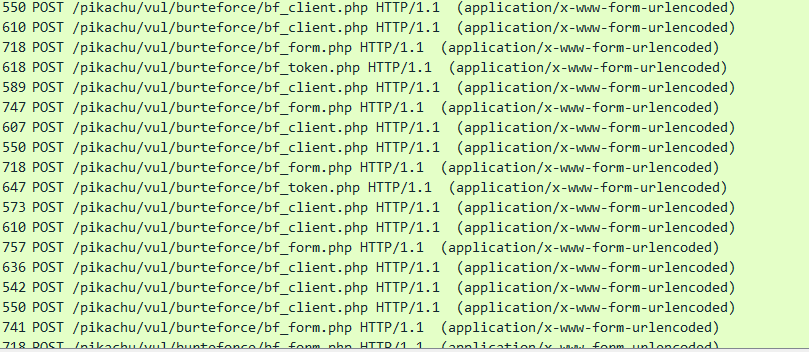 550 POST /pikachu/vul/burteforce/bf_client.php HTTP/1.1 (application/x-www-form-urlencoded)
610 POST /pikachu/vul/burteforce/bf_client.php HTTP/1.1 (application/x-www-form-urlencoded)
718 POST /pikachu/vul/burteforce/bf_form.php HTTP/1.1 (application/x-www-form-urlencoded)
618 POST /pikachu/vul/burteforce/bf_token.php HTTP/1.1 (application/x-www-form-urlencoded)
589 POST /pikachu/vul/burteforce/bf_client.php HTTP/1.1 (application/x-www-form-urlencoded)
747 POST /pikachu/vul/burteforce/bf_form.php HTTP/1.1 (application/x-www-form-urlencoded)
607 POST /pikachu/vul/burteforce/bf_client.php HTTP/1.1 (application/x-www-form-urlencoded)
550 POST /pikachu/vul/burteforce/bf_client.php HTTP/1.1 (application/x-www-form-urlencoded)
718 POST /pikachu/vul/burteforce/bf_form.php HTTP/1.1 (application/x-www-form-urlencoded)
647 POST /pikachu/vul/burteforce/bf_token.php HTTP/1.1 (application/x-www-form-urlencoded)
573 POST /pikachu/vul/burteforce/bf_client.php HTTP/1.1 (application/x-www-form-urlencoded)
610 POST /pikachu/vul/burteforce/bf_client.php HTTP/1.1 (application/x-www-form-urlencoded)
757 POST /pikachu/vul/burteforce/bf_form.php HTTP/1.1 (application/x-www-form-urlencoded)
636 POST /pikachu/vul/burteforce/bf_client.php HTTP/1.1 (application/x-www-form-urlencoded)
542 POST /pikachu/vul/burteforce/bf_client.php HTTP/1.1 (application/x-www-form-urlencoded)
550 POST /pikachu/vul/burteforce/bf_client.php HTTP/1.1 (application/x-www-form-urlencoded)
741 POST /pikachu/vul/burteforce/bf_form.php HTTP/1.1 (application/x-www-form-urlencoded)
718 POST /pikachu/vul/burteforce/bf_form.php HTTP/1.1 (application/x-www-form-urlencoded)